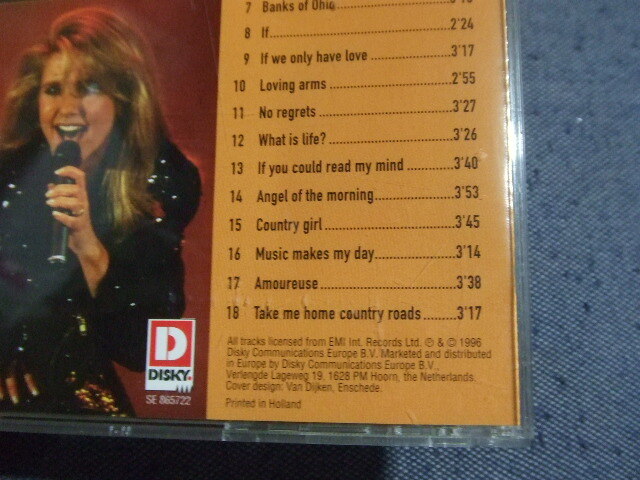 7 Banks of Ohio
8 If 2'24
9 If we only have love 3'17
10 Loving arms 2'55
11 No regrets 3'27
12 What is life? 3'26
13 If you could read my mind 3'40
14 Angel of the morning 3'53
15 Country girl 3'45
16 Music makes my day 3'14
17 Amoureuse 3'38
18 Take me home country roads 3'17
All tracks licensed from EMI int. Records Ltd. ℗ & © 1996
Disky Communications Europe B.V. Marketed and distributed
in Europe by Disky Communications Europe B.V.,
Verlengde Lageweg 19, 1628 PM Hoorn, the Netherlands.
Cover design: Van Dijken, Enschede.
Printed in Holland
D
DISKY
SE 865722